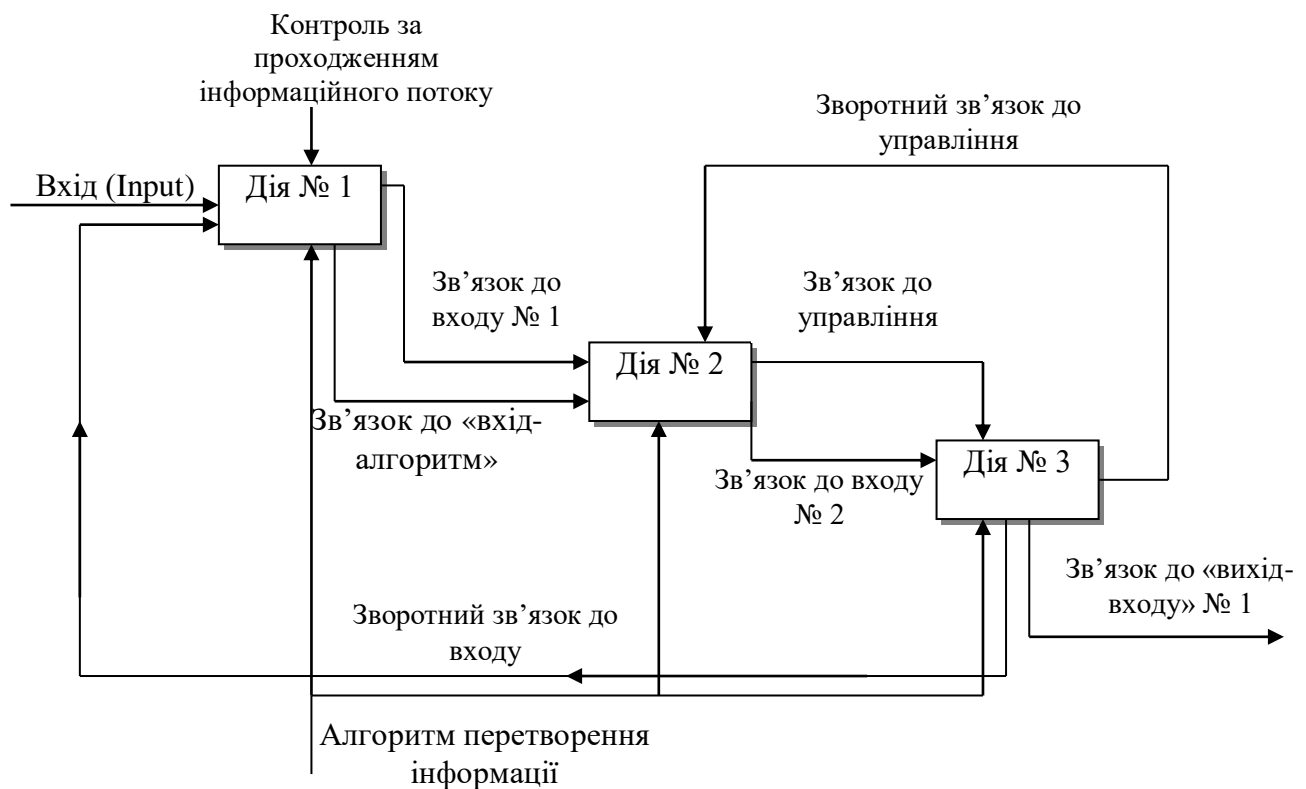 Контроль за
проходженням
інформаційного потоку
Зворотний зв’язок до
управління
Вхід (Input)
Дія № 1
Зв’язок до
входу № 1
Зв’язок до
управління
Дія № 2
Зв’язок до «вхід-
алгоритм»
Дія № 3
Зв’язок до входу
№ 2
Зв’язок до «вихід-
входу» № 1
Зворотний зв’язок до
входу
Алгоритм перетворення
інформації